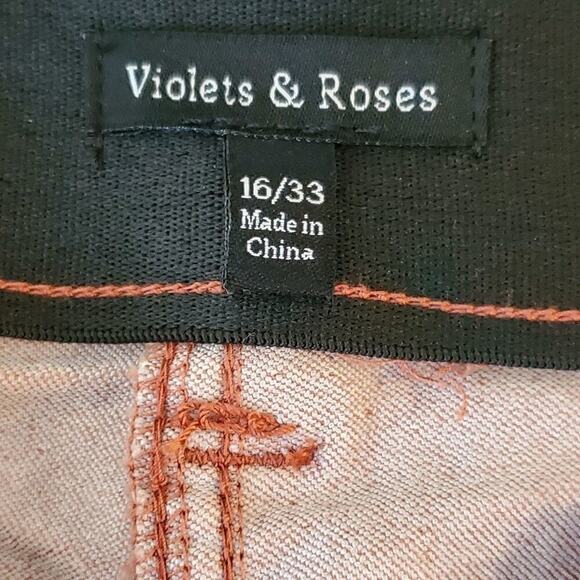 Violets & Roses
16/33
Made in
China